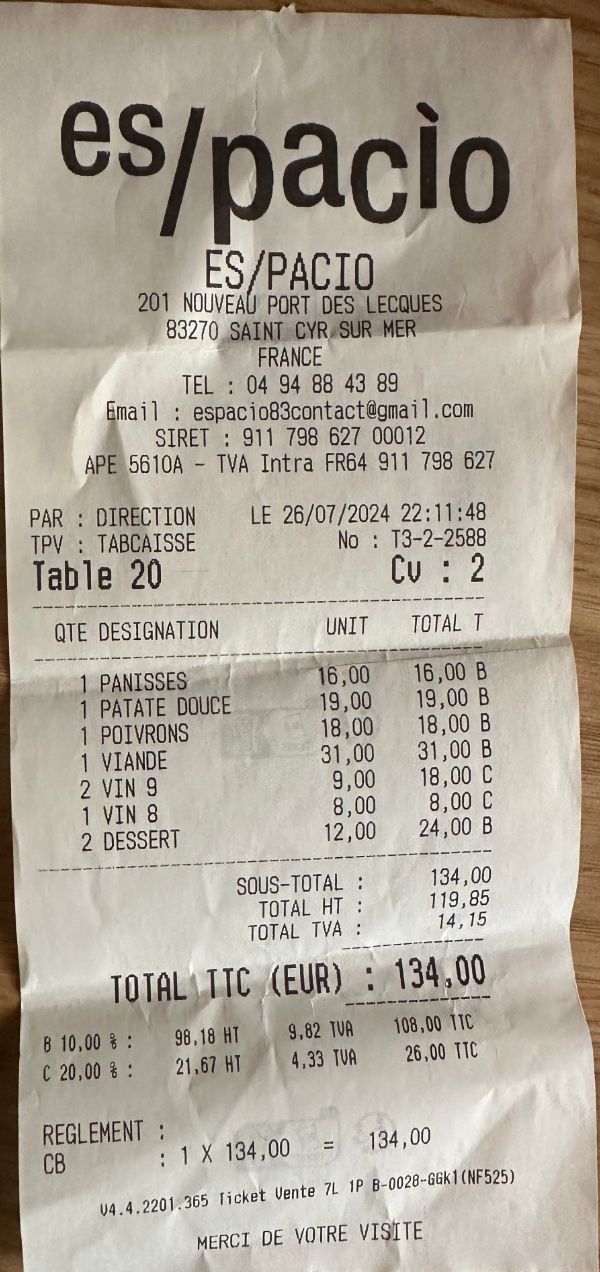 es/pacìo
ES/PACIO
201 NOUVEAU PORT DES LECQUES
83270 SAINT CYR SUR MER
FRANCE
TEL : 04 94 88 43 89
Email : espacio83contact@gmail.com
SIRET : 911 798 627 00012
APE 5610A - TVA Intra FR64 911 798 627
PAR : DIRECTION LE 26/07/2024 22:11:48
TPV : TABCAISSE No : T3-2-2588
Table 20 Cv : 2
QTE DESIGNATION UNIT TOTAL T
1 PANISSES 16,00 16,00 B
1 PATATE DOUCE 19,00 19,00 B
1 POIVRONS 18,00 18,00 B
1 VIANDE 31,00 31,00 B
2 VIN 9 9,00 18,00 C
1 VIN 8 8,00 8,00 C
2 DESSERT 12,00 24,00 B
SOUS-TOTAL : 134,00
TOTAL HT : 119,85
TOTAL TVA : 14,15
TOTAL TTC (EUR) : 134,00
B 10,00 % : 98,18 HT 9,82 TVA 108,00 TTC
C 20,00 % : 21,67 HT 4,33 TVA 26,00 TTC
REGLEMENT :
CB : 1 X 134,00 = 134,00
V4.4.2201.365 Ticket Vente 7L 1P B-0028-GGk1(NF525)
MERCI DE VOTRE VISITE